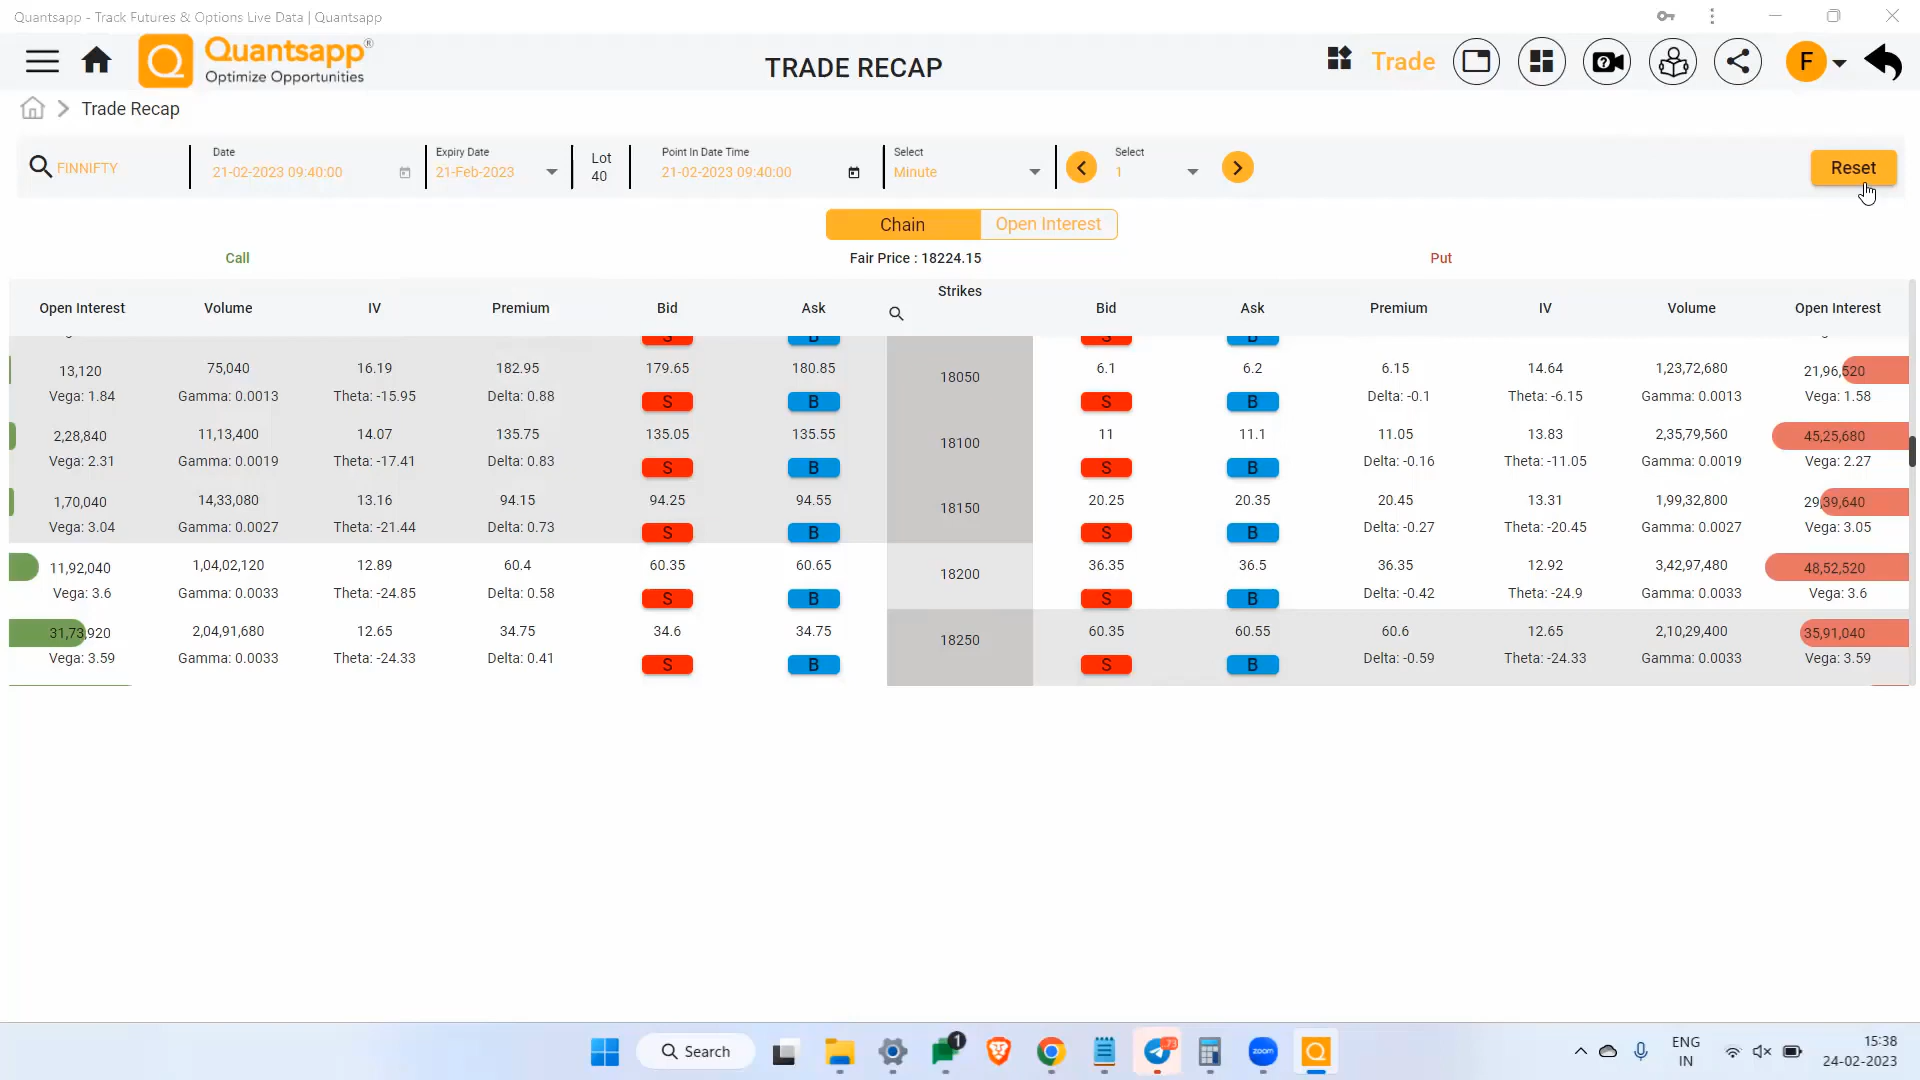 Quantsapp - Track Futures & Options Live Data | Quantsapp
Quantsapp®
Optimize Opportunities
TRADE RECAP
Trade
F
Trade Recap
FINNIFTY
Date
21-02-2023 09:40:00
Expiry Date
21-Feb-2023
Lot
40
Point In Date Time
21-02-2023 09:40:00
Select
Minute
Select
1
Reset
Chain Open Interest
Call Fair Price : 18224.15 Put
Open Interest Volume IV Premium Bid Ask Strikes Bid Ask Premium IV Volume Open Interest
S B S B
13,120 75,040 16.19 182.95 179.65 180.85 18050 6.1 6.2 6.15 14.64 1,23,72,680 21,96,520
Vega: 1.84 Gamma: 0.0013 Theta: -15.95 Delta: 0.88 S B S B Delta: -0.1 Theta: -6.15 Gamma: 0.0013 Vega: 1.58
2,28,840 11,13,400 14.07 135.75 135.05 135.55 18100 11 11.1 11.05 13.83 2,35,79,560 45,25,680
Vega: 2.31 Gamma: 0.0019 Theta: -17.41 Delta: 0.83 S B S B Delta: -0.16 Theta: -11.05 Gamma: 0.0019 Vega: 2.27
1,70,040 14,33,080 13.16 94.15 94.25 94.55 18150 20.25 20.35 20.45 13.31 1,99,32,800 29,39,640
Vega: 3.04 Gamma: 0.0027 Theta: -21.44 Delta: 0.73 S B S B Delta: -0.27 Theta: -20.45 Gamma: 0.0027 Vega: 3.05
11,92,040 1,04,02,120 12.89 60.4 60.35 60.65 18200 36.35 36.5 36.35 12.92 3,42,97,480 48,52,520
Vega: 3.6 Gamma: 0.0033 Theta: -24.85 Delta: 0.58 S B S B Delta: -0.42 Theta: -24.9 Gamma: 0.0033 Vega: 3.6
31,73,920 2,04,91,680 12.65 34.75 34.6 34.75 18250 60.35 60.55 60.6 12.65 2,10,29,400 35,91,040
Vega: 3.59 Gamma: 0.0033 Theta: -24.33 Delta: 0.41 S B S B Delta: -0.59 Theta: -24.33 Gamma: 0.0033 Vega: 3.59
Search
1
73
zoom
ENG
IN
15:38
24-02-2023